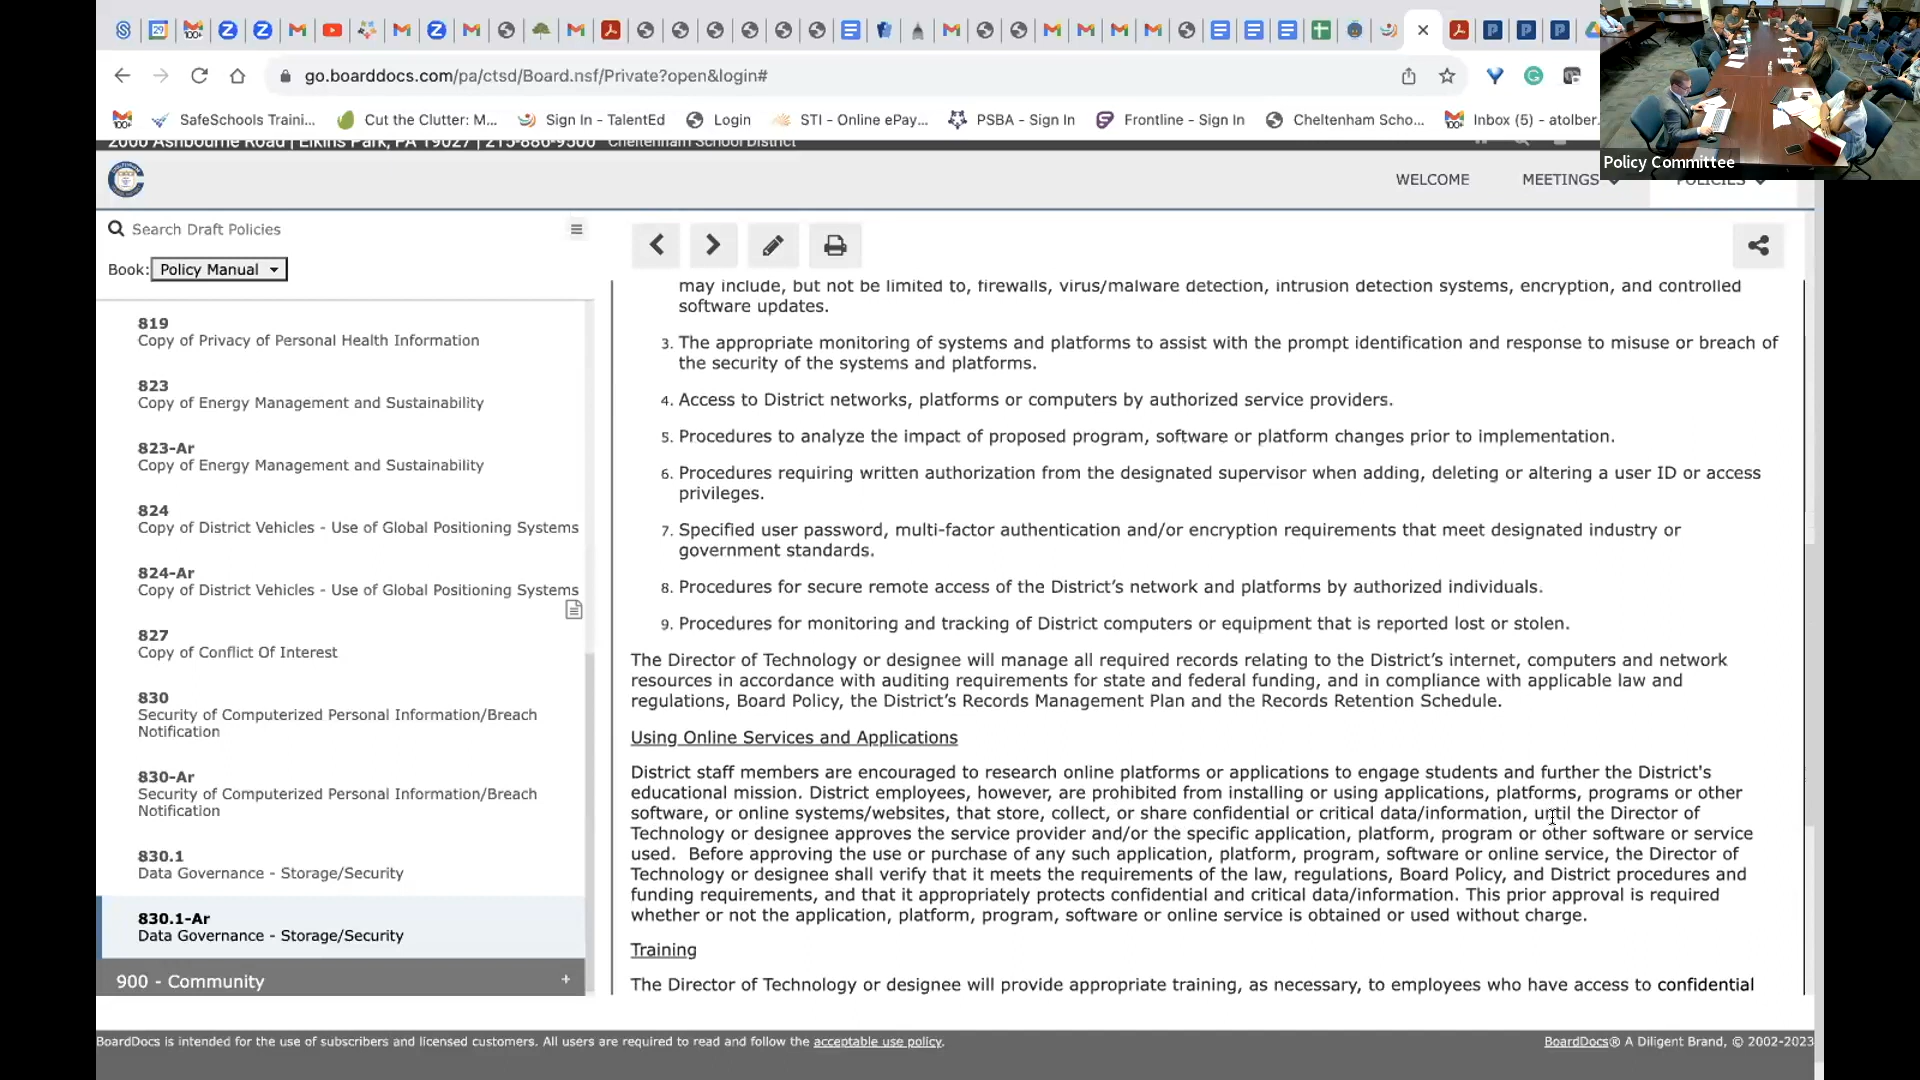 go.boarddocs.com/pa/ctsd/Board.nsf/Private?open&login#
SafeSchools Traini...
Cut the Clutter: M...
Sign In - TalentEd
Login
STI - Online ePay...
PSBA - Sign In
Frontline - Sign In
Cheltenham Scho...
Inbox (5) - atolber.
Policy Committee
2000 Ashbourne Road | Elkins Park, PA 19027 | 215-886-9500 Cheltenham School District
WELCOME
MEETINGS
POLICIES
Search Draft Policies
Book: Policy Manual
819
Copy of Privacy of Personal Health Information
823
Copy of Energy Management and Sustainability
823-Ar
Copy of Energy Management and Sustainability
824
Copy of District Vehicles - Use of Global Positioning Systems
824-Ar
Copy of District Vehicles - Use of Global Positioning Systems
827
Copy of Conflict Of Interest
830
Security of Computerized Personal Information/Breach
Notification
830-Ar
Security of Computerized Personal Information/Breach
Notification
830.1
Data Governance - Storage/Security
830.1-Ar
Data Governance - Storage/Security
900 - Community +
may include, but not be limited to, firewalls, virus/malware detection, intrusion detection systems, encryption, and controlled
software updates.
3. The appropriate monitoring of systems and platforms to assist with the prompt identification and response to misuse or breach of
the security of the systems and platforms.
4. Access to District networks, platforms or computers by authorized service providers.
5. Procedures to analyze the impact of proposed program, software or platform changes prior to implementation.
6. Procedures requiring written authorization from the designated supervisor when adding, deleting or altering a user ID or access
privileges.
7. Specified user password, multi-factor authentication and/or encryption requirements that meet designated industry or
government standards.
8. Procedures for secure remote access of the District’s network and platforms by authorized individuals.
9. Procedures for monitoring and tracking of District computers or equipment that is reported lost or stolen.
The Director of Technology or designee will manage all required records relating to the District’s internet, computers and network
resources in accordance with auditing requirements for state and federal funding, and in compliance with applicable law and
regulations, Board Policy, the District’s Records Management Plan and the Records Retention Schedule.
Using Online Services and Applications
District staff members are encouraged to research online platforms or applications to engage students and further the District's
educational mission. District employees, however, are prohibited from installing or using applications, platforms, programs or other
software, or online systems/websites, that store, collect, or share confidential or critical data/information, until the Director of
Technology or designee approves the service provider and/or the specific application, platform, program or other software or service
used. Before approving the use or purchase of any such application, platform, program, software or online service, the Director of
Technology or designee shall verify that it meets the requirements of the law, regulations, Board Policy, and District procedures and
funding requirements, and that it appropriately protects confidential and critical data/information. This prior approval is required
whether or not the application, platform, program, software or online service is obtained or used without charge.
Training
The Director of Technology or designee will provide appropriate training, as necessary, to employees who have access to confidential
BoardDocs is intended for the use of subscribers and licensed customers. All users are required to read and follow the acceptable use policy.
BoardDocs® A Diligent Brand, © 2002-2023